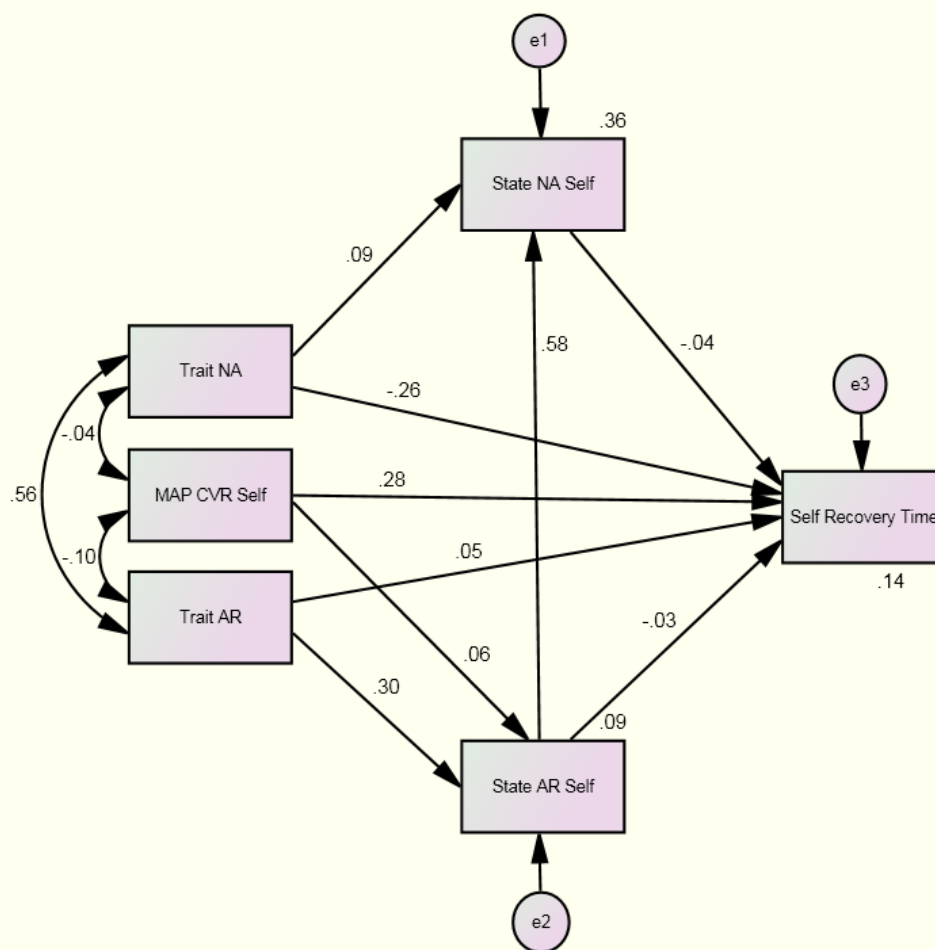 e1
.36
State NA Self
.09
.58
-.04
Trait NA
e3
-.26
-.04
MAP CVR Self
.28
.56
Self Recovery Time
-.10
.05
.14
Trait AR
-.03
.06
.30
.09
State AR Self
e2